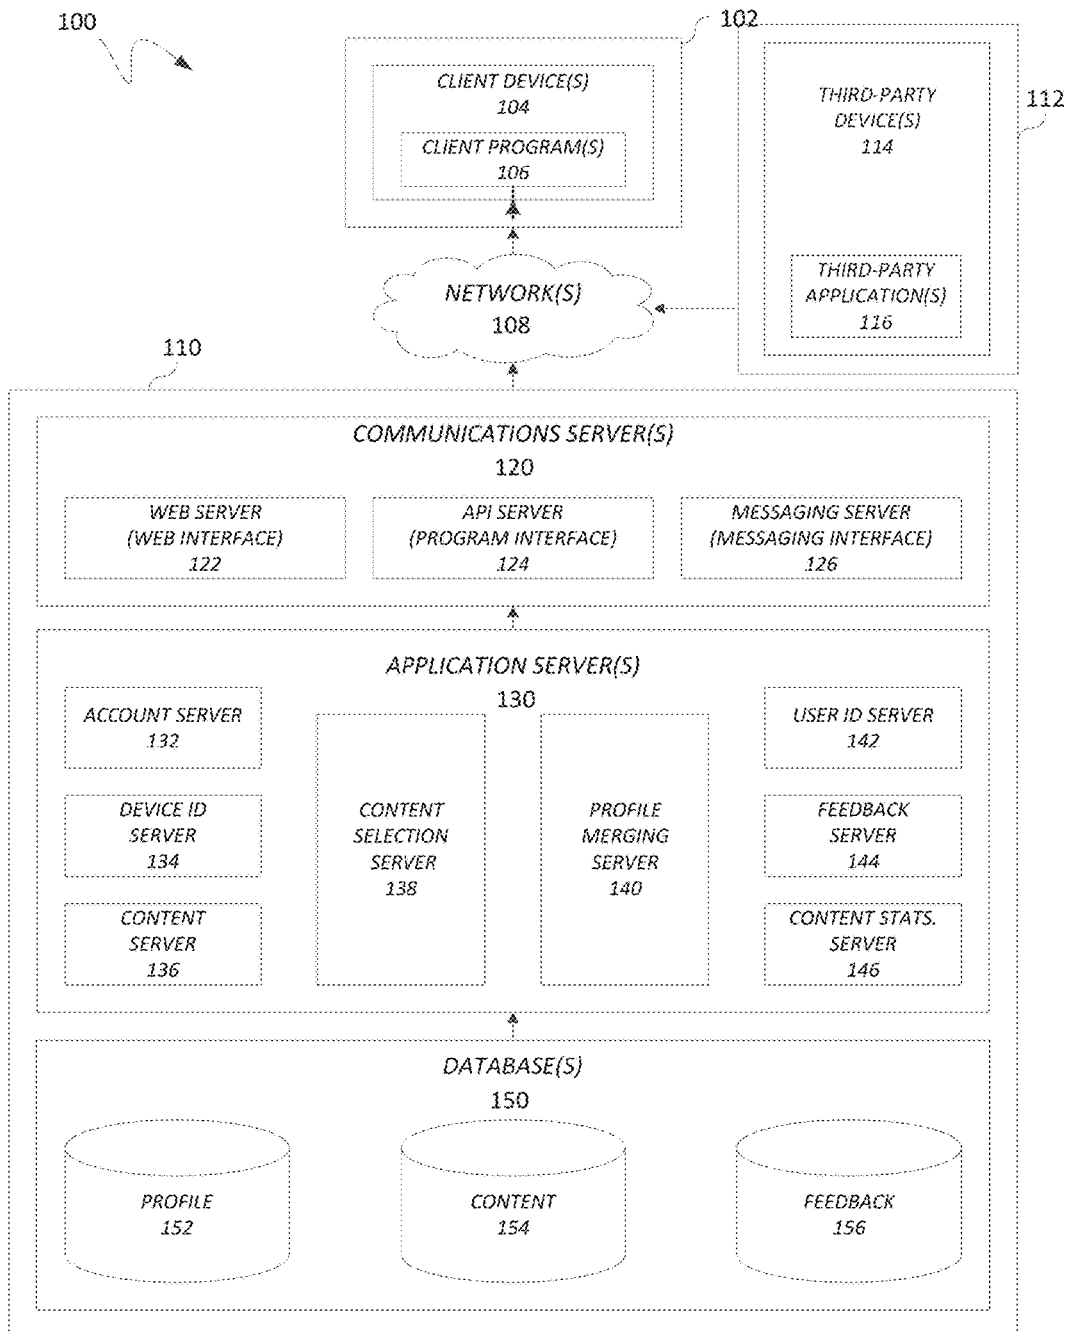 100
102
CLIENT DEVICE(S)
104
CLIENT PROGRAM(S)
106
112
THIRD-PARTY
DEVICE(S)
114
THIRD-PARTY
APPLICATION(S)
116
NETWORK(S)
108
110
COMMUNICATIONS SERVER(S)
120
WEB SERVER
(WEB INTERFACE)
122
API SERVER
(PROGRAM INTERFACE)
124
MESSAGING SERVER
(MESSAGING INTERFACE)
126
APPLICATION SERVER(S)
130
ACCOUNT SERVER
132
DEVICE ID
SERVER
134
CONTENT
SERVER
136
CONTENT
SELECTION
SERVER
138
PROFILE
MERGING
SERVER
140
USER ID SERVER
142
FEEDBACK
SERVER
144
CONTENT STATS.
SERVER
146
DATABASE(S)
150
PROFILE
152
CONTENT
154
FEEDBACK
156